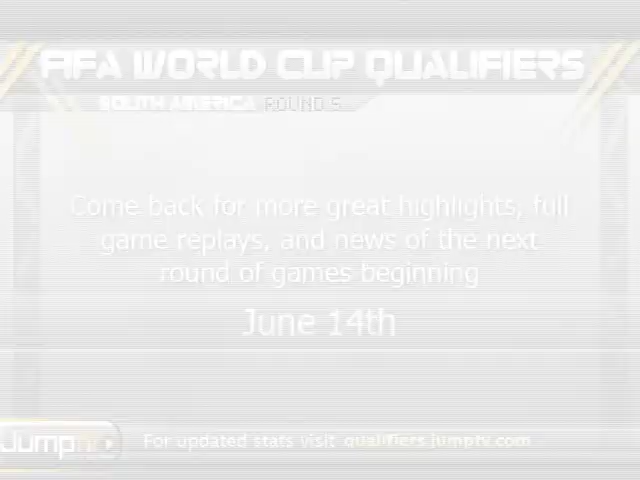 FIFA WORLD CUP QUALIFIERS
SOUTH AMERICA ROUND 5
Come back for more great highlights, full
game replays, and news of the next
round of games beginning
June 14th
Jumptv
For updated stats visit qualifiers.jumptv.com